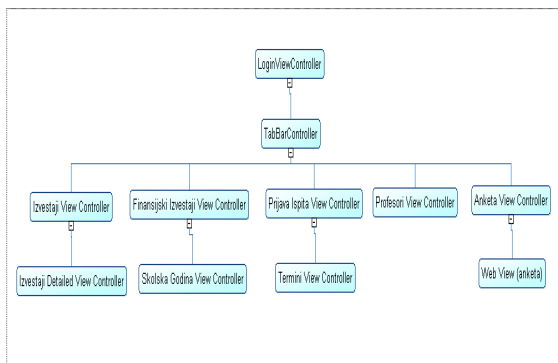 LoginViewController
TabBarController
Izvestaji View Controller
Finansijski Izvestaji View Controller
Prijava Ispita View Controller
Profesori View Controller
Anketa View Controller
Izvestaji Detailed View Controller
Skolska Godina View Controller
Termini View Controller
Web View (anketa)